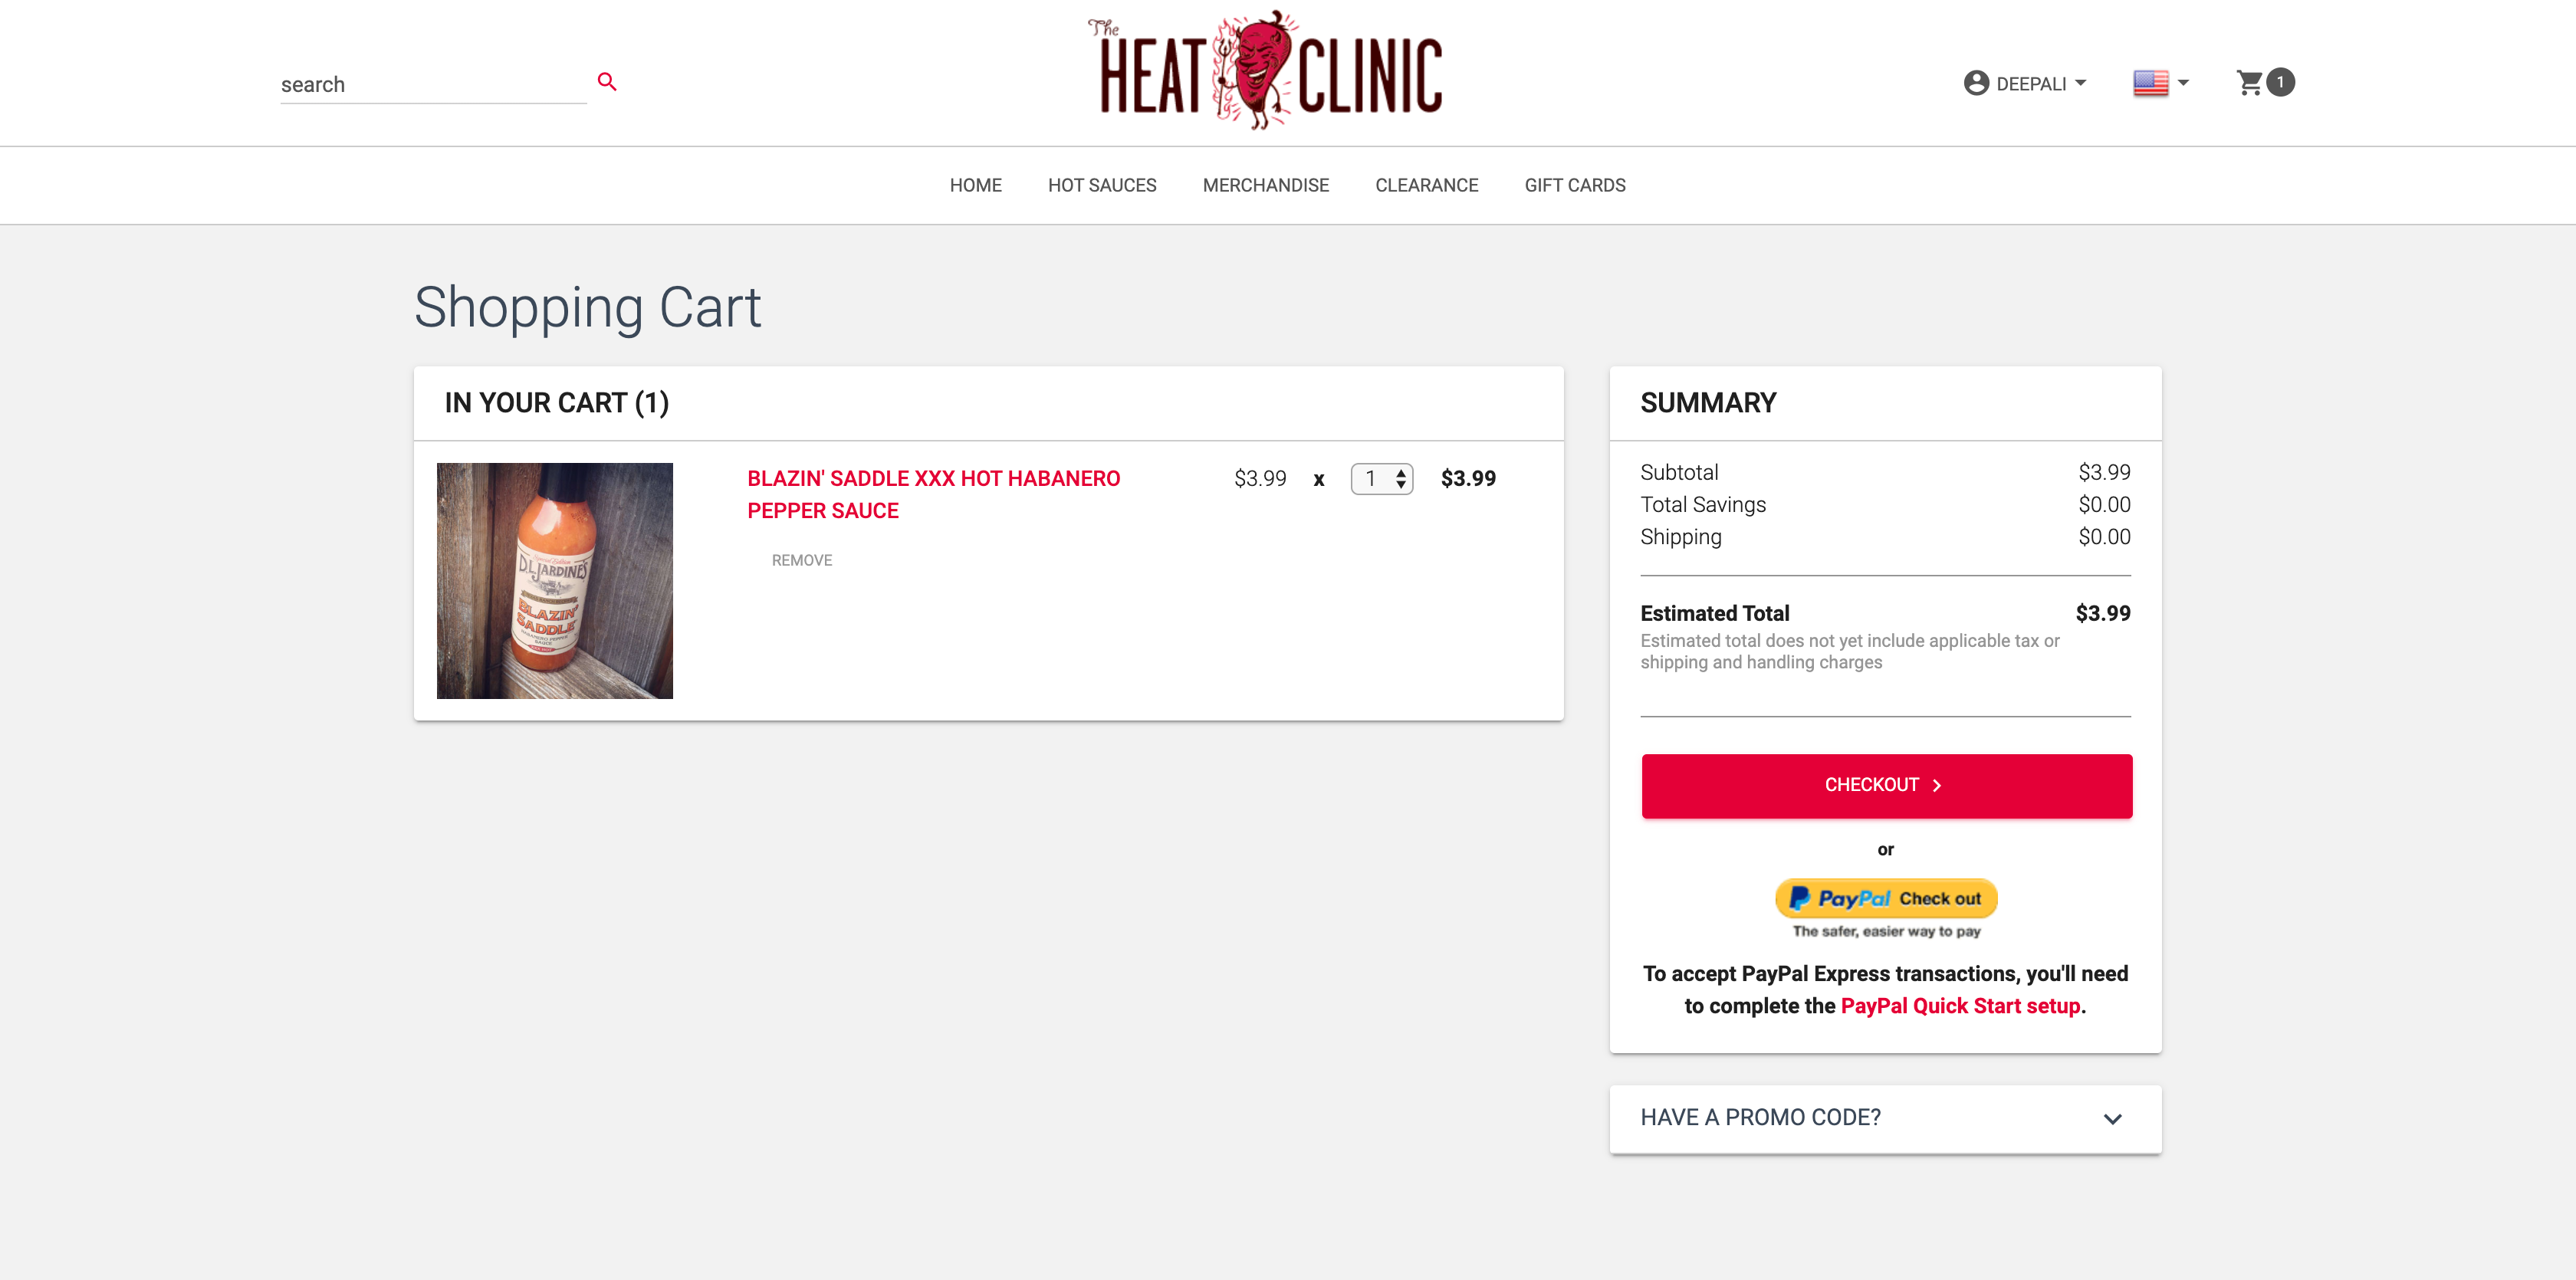 search
The
HEAT CLINIC
DEEPALI
1
HOME HOT SAUCES MERCHANDISE CLEARANCE GIFT CARDS
Shopping Cart
IN YOUR CART (1)
D.L. JARDINE'S
BLAZIN'
SADDLE
HABANERO PEPPER
SAUCE
BLAZIN' SADDLE XXX HOT HABANERO
PEPPER SAUCE
$3.99 x 1 $3.99
REMOVE
SUMMARY
Subtotal $3.99
Total Savings $0.00
Shipping $0.00
Estimated Total $3.99
Estimated total does not yet include applicable tax or
shipping and handling charges
CHECKOUT
or
PayPal Check out
The safer, easier way to pay
To accept PayPal Express transactions, you'll need
to complete the PayPal Quick Start setup.
HAVE A PROMO CODE?